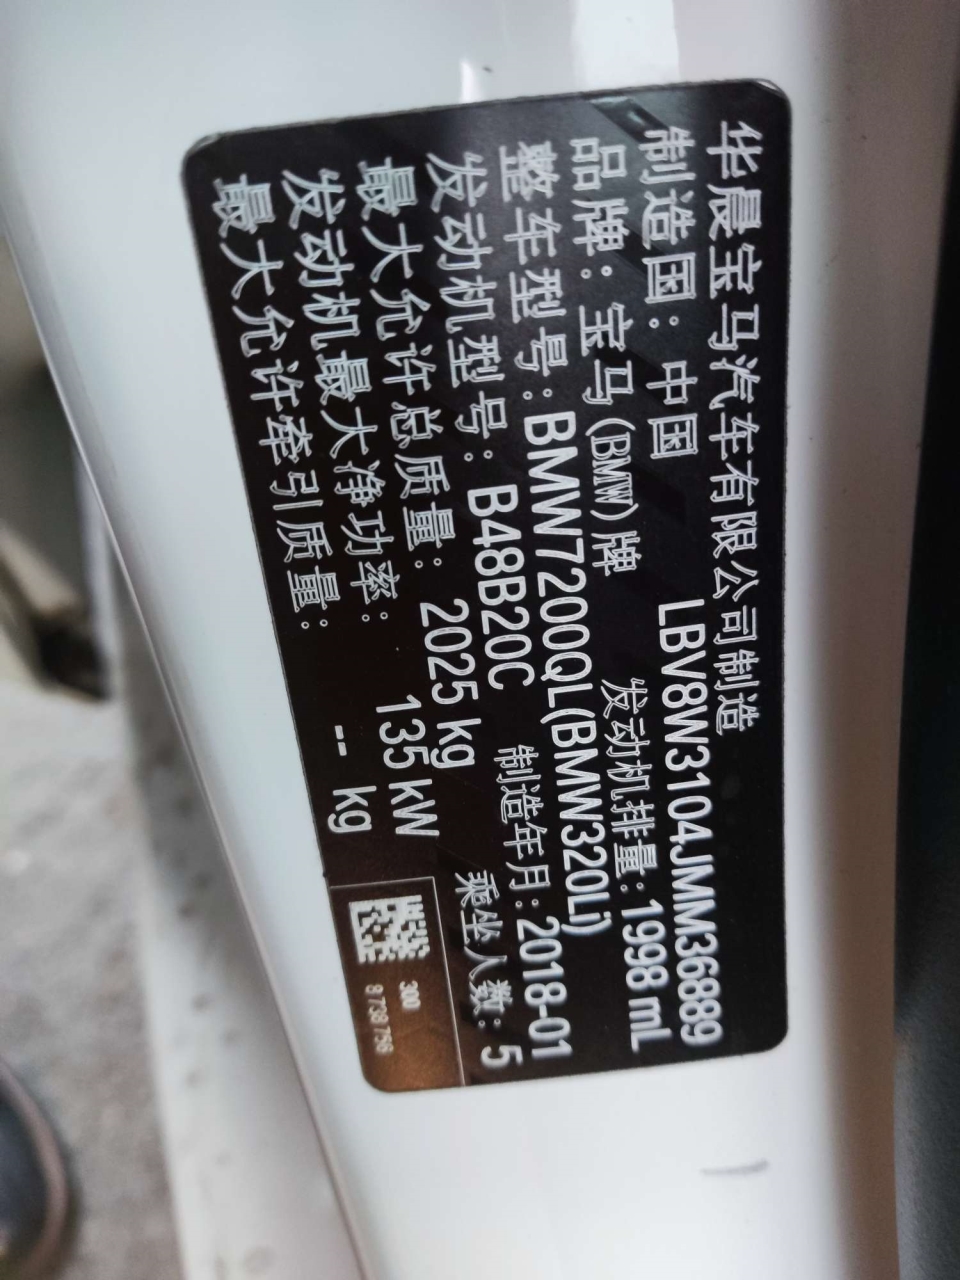 华晨宝马汽车有限公司制造
制造国：中国 LBV8W3104JMM36889
品牌：宝马(BMW)牌 发动机排量：1998 mL
整车型号：BMW7200QL(BMW320Li)
发动机型号：B48B20C 制造年月：2018-01
最大允许总质量：2025 kg 乘坐人数：5
发动机最大净功率：135 kW
最大允许牵引质量：-- kg
300
8 738 756